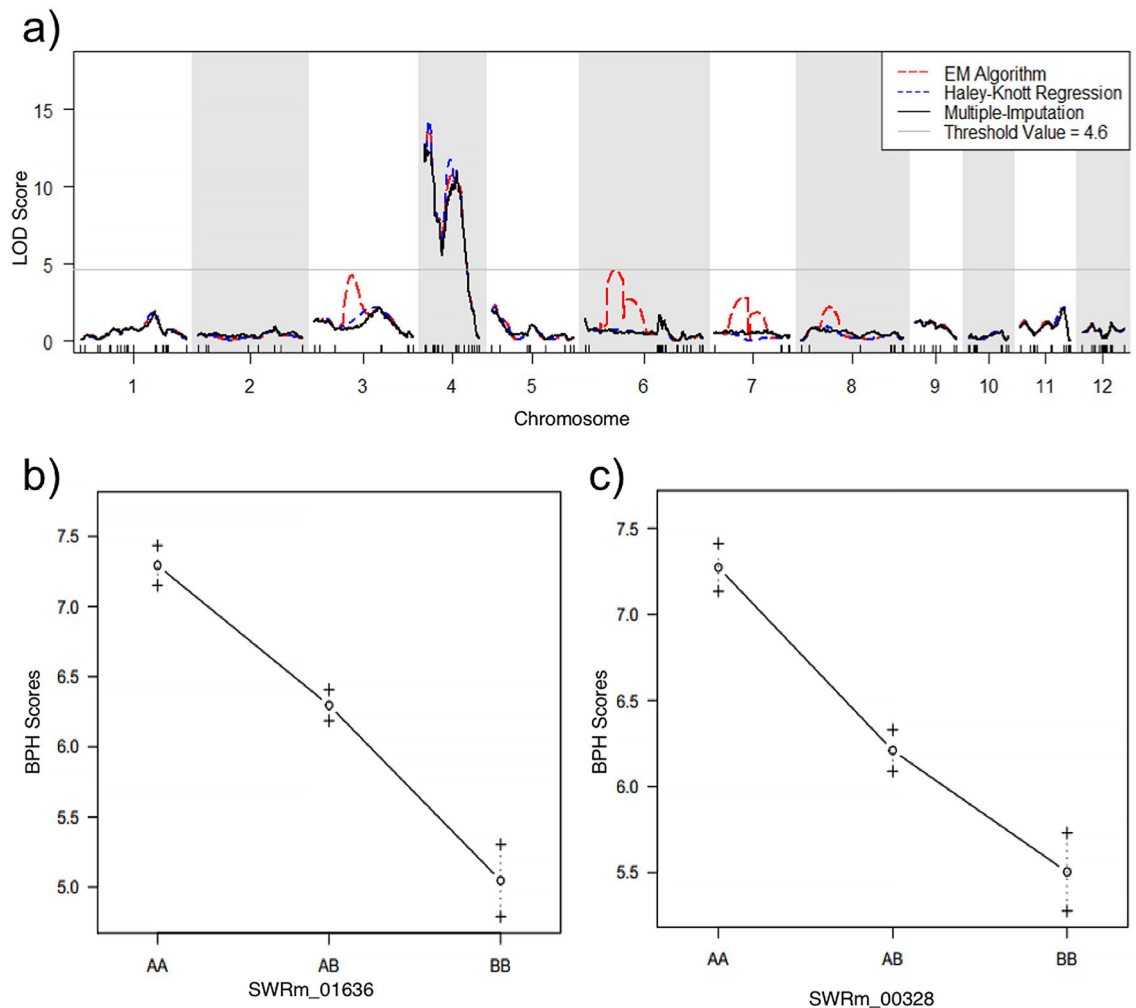 a)
EM Algorithm
Haley-Knott Regression
Multiple-Imputation
Threshold Value = 4.6
LOD Score
15
10
5
0
1 2 3 4 5 6 7 8 9 10 11 12
Chromosome
b)
BPH Scores
7.5
7.0
6.5
6.0
5.5
5.0
AA AB BB
SWRm_01636
c)
BPH Scores
7.5
7.0
6.5
6.0
5.5
AA AB BB
SWRm_00328